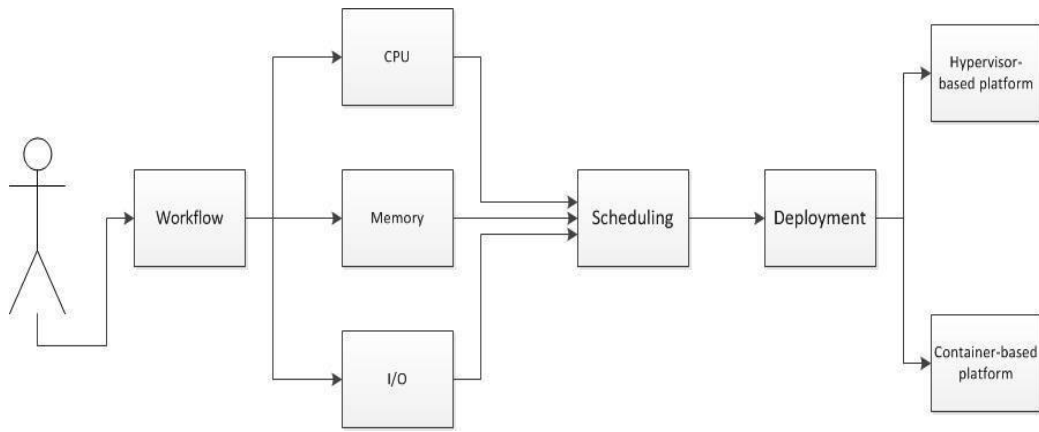 CPU
Hypervisor-
based platform
Workflow
Memory
Scheduling
Deployment
I/O
Container-based
platform